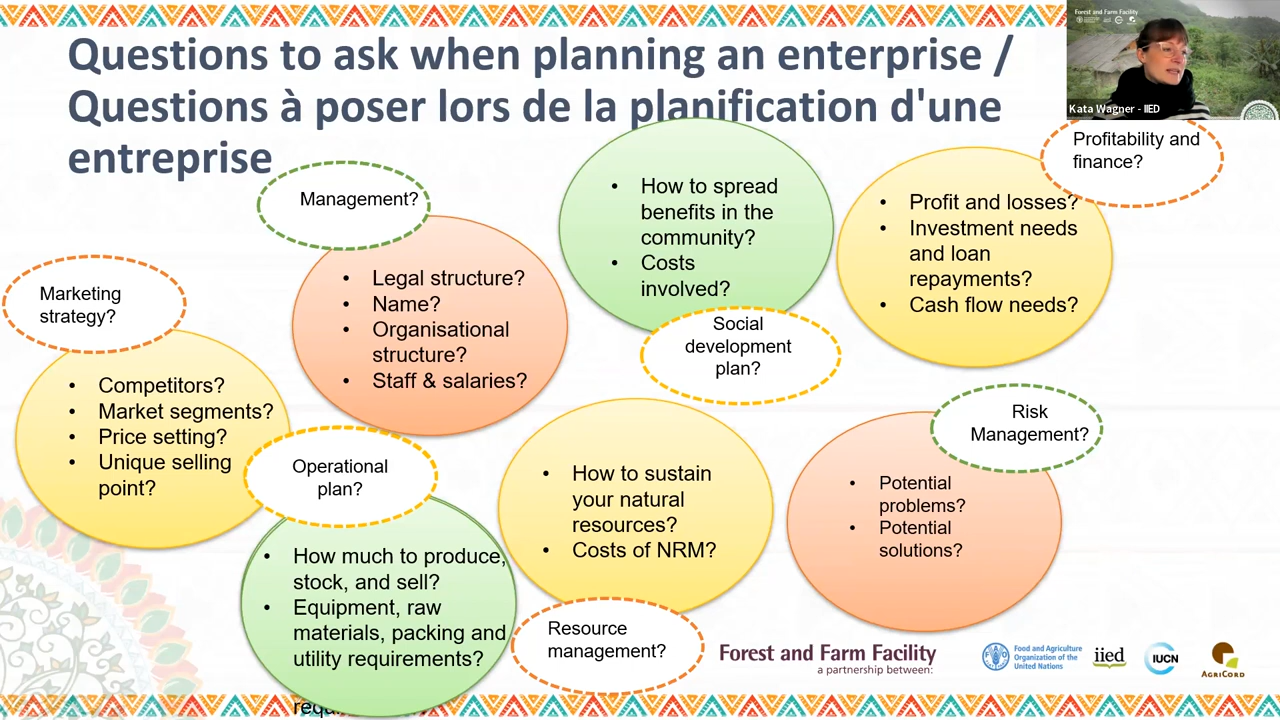 Questions to ask when planning an enterprise /
Questions à poser lors de la planification d'une
entreprise
Forest and Farm Facility
Kata Wagner - IIED
Marketing
strategy?
• Competitors?
• Market segments?
• Price setting?
• Unique selling
point?
Management?
• Legal structure?
• Name?
• Organisational
structure?
• Staff & salaries?
Operational
plan?
• How much to produce,
stock, and sell?
• Equipment, raw
materials, packing and
utility requirements?
• How to spread
benefits in the
community?
• Costs
involved?
Social
development
plan?
• How to sustain
your natural
resources?
• Costs of NRM?
Resource
management?
Profitability and
finance?
• Profit and losses?
• Investment needs
and loan
repayments?
• Cash flow needs?
Risk
Management?
• Potential
problems?
• Potential
solutions?
Forest and Farm Facility
a partnership between:
Food and Agriculture
Organization of the
United Nations
iied
IUCN
AGRICORD